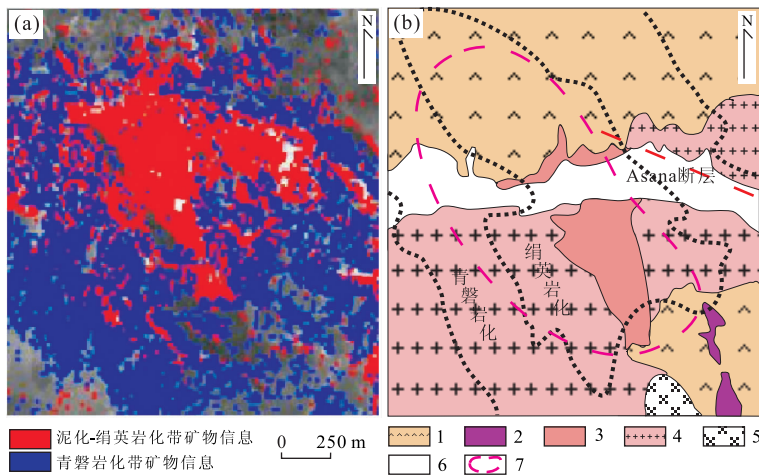 (a)
N
(b)
N
Asana断层
青磐岩化
绢英岩化
泥化-绢英岩化带矿物信息
青磐岩化带矿物信息
0 250 m
1 2 3 4 5
6 7